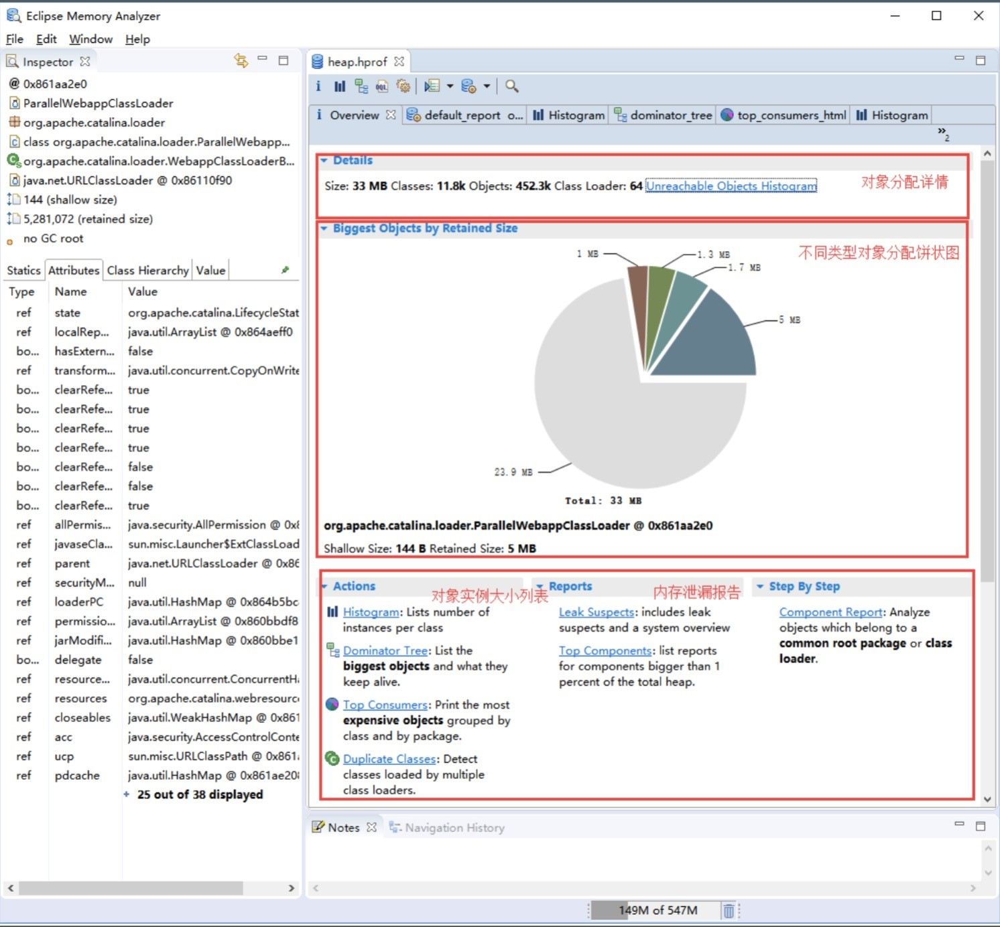 Eclipse Memory Analyzer
File Edit Window Help
Inspector
@ 0x861aa2e0
ParallelWebappClassLoader
org.apache.catalina.loader
class org.apache.catalina.loader.ParallelWebapp...
org.apache.catalina.loader.WebappClassLoaderB...
java.net.URLClassLoader @ 0x86110f90
144 (shallow size)
5,281,072 (retained size)
no GC root
Statics Attributes Class Hierarchy Value
Type Name Value
ref state org.apache.catalina.LifecycleStat
ref localRep... java.util.ArrayList @ 0x864aeff0
bo... hasExtern... false
ref transform... java.util.concurrent.CopyOnWrite
bo... clearRefe... true
bo... clearRefe... true
bo... clearRefe... true
bo... clearRefe... true
bo... clearRefe... false
bo... clearRefe... false
bo... clearRefe... true
ref allPermis... java.security.AllPermission @ 0x8
ref javaseCla... sun.misc.Launcher$ExtClassLoad
ref parent java.net.URLClassLoader @ 0x86
ref securityM... null
ref loaderPC java.util.HashMap @ 0x864b5bc
ref permissio... java.util.ArrayList @ 0x860bbdf8
ref jarModifi... java.util.HashMap @ 0x860bbe1
bo... delegate false
ref resource... java.util.concurrent.ConcurrentH
ref resources org.apache.catalina.webresourc
ref closeables java.util.WeakHashMap @ 0x861
ref acc java.security.AccessControlConte
ref ucp sun.misc.URLClassPath @ 0x861
ref pdcache java.util.HashMap @ 0x861ae20
25 out of 38 displayed
heap.hprof
Overview default_report o... Histogram dominator_tree top_consumers_html Histogram
»2
Details
Size: 33 MB Classes: 11.8k Objects: 452.3k Class Loader: 64 Unreachable Objects Histogram
对象分配详情
Biggest Objects by Retained Size
不同类型对象分配饼状图
1 MB
1.3 MB
1.7 MB
5 MB
23.9 MB
Total: 33 MB
org.apache.catalina.loader.ParallelWebappClassLoader @ 0x861aa2e0
Shallow Size: 144 B Retained Size: 5 MB
Actions
对象实例大小列表
Histogram: Lists number of
instances per class
Dominator Tree: List the
biggest objects and what they
keep alive.
Top Consumers: Print the most
expensive objects grouped by
class and by package.
Duplicate Classes: Detect
classes loaded by multiple
class loaders.
Reports
内存泄漏报告
Leak Suspects: includes leak
suspects and a system overview
Top Components: list reports
for components bigger than 1
percent of the total heap.
Step By Step
Component Report: Analyze
objects which belong to a
common root package or class
loader.
Notes Navigation History
149M of 547M